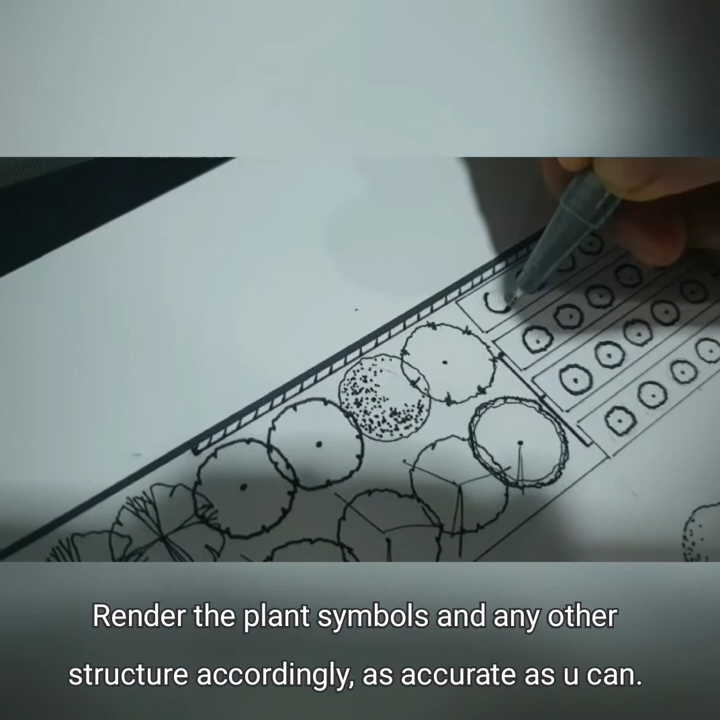 Render the plant symbols and any other
structure accordingly, as accurate as u can.